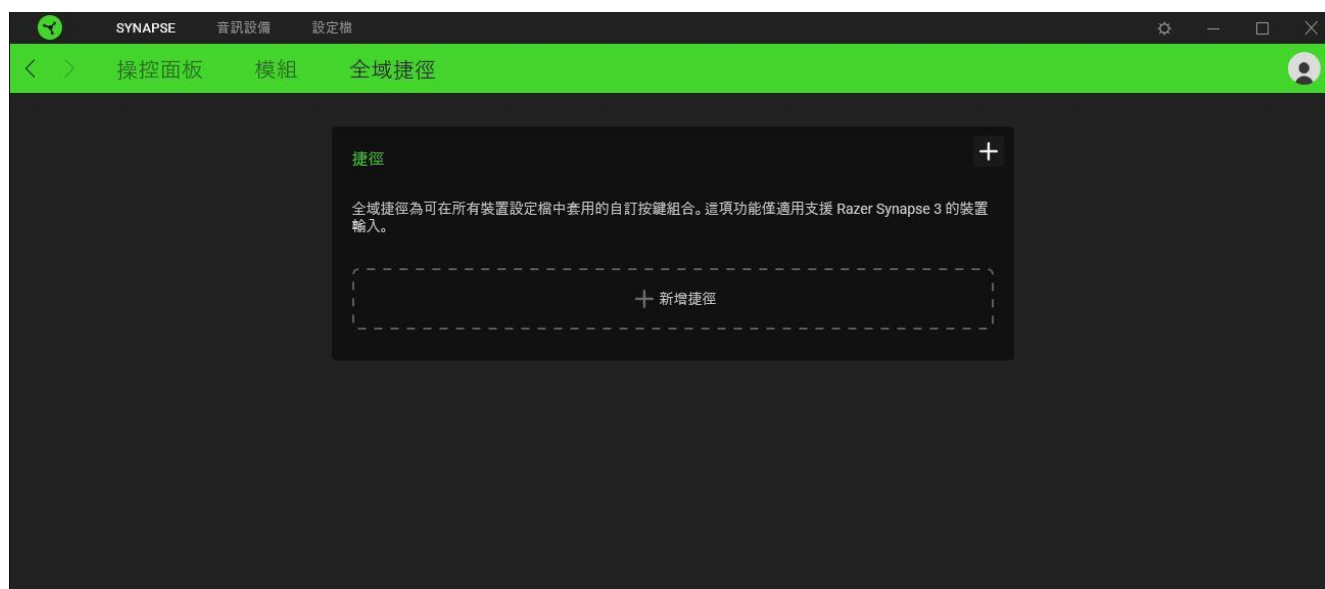 SYNAPSE 音訊設備 設定檔
操控面板 模組 全域捷徑
捷徑
全域捷徑為可在所有裝置設定檔中套用的自訂按鍵組合。這項功能僅適用支援 Razer Synapse 3 的裝置
輸入。
新增捷徑